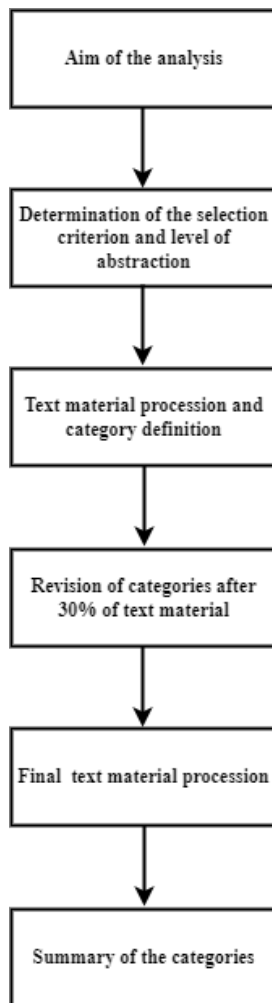 Aim of the analysis
Determination of the selection
criterion and level of
abstraction
Text material procession and
category definition
Revision of categories after
30% of text material
Final text material procession
Summary of the categories